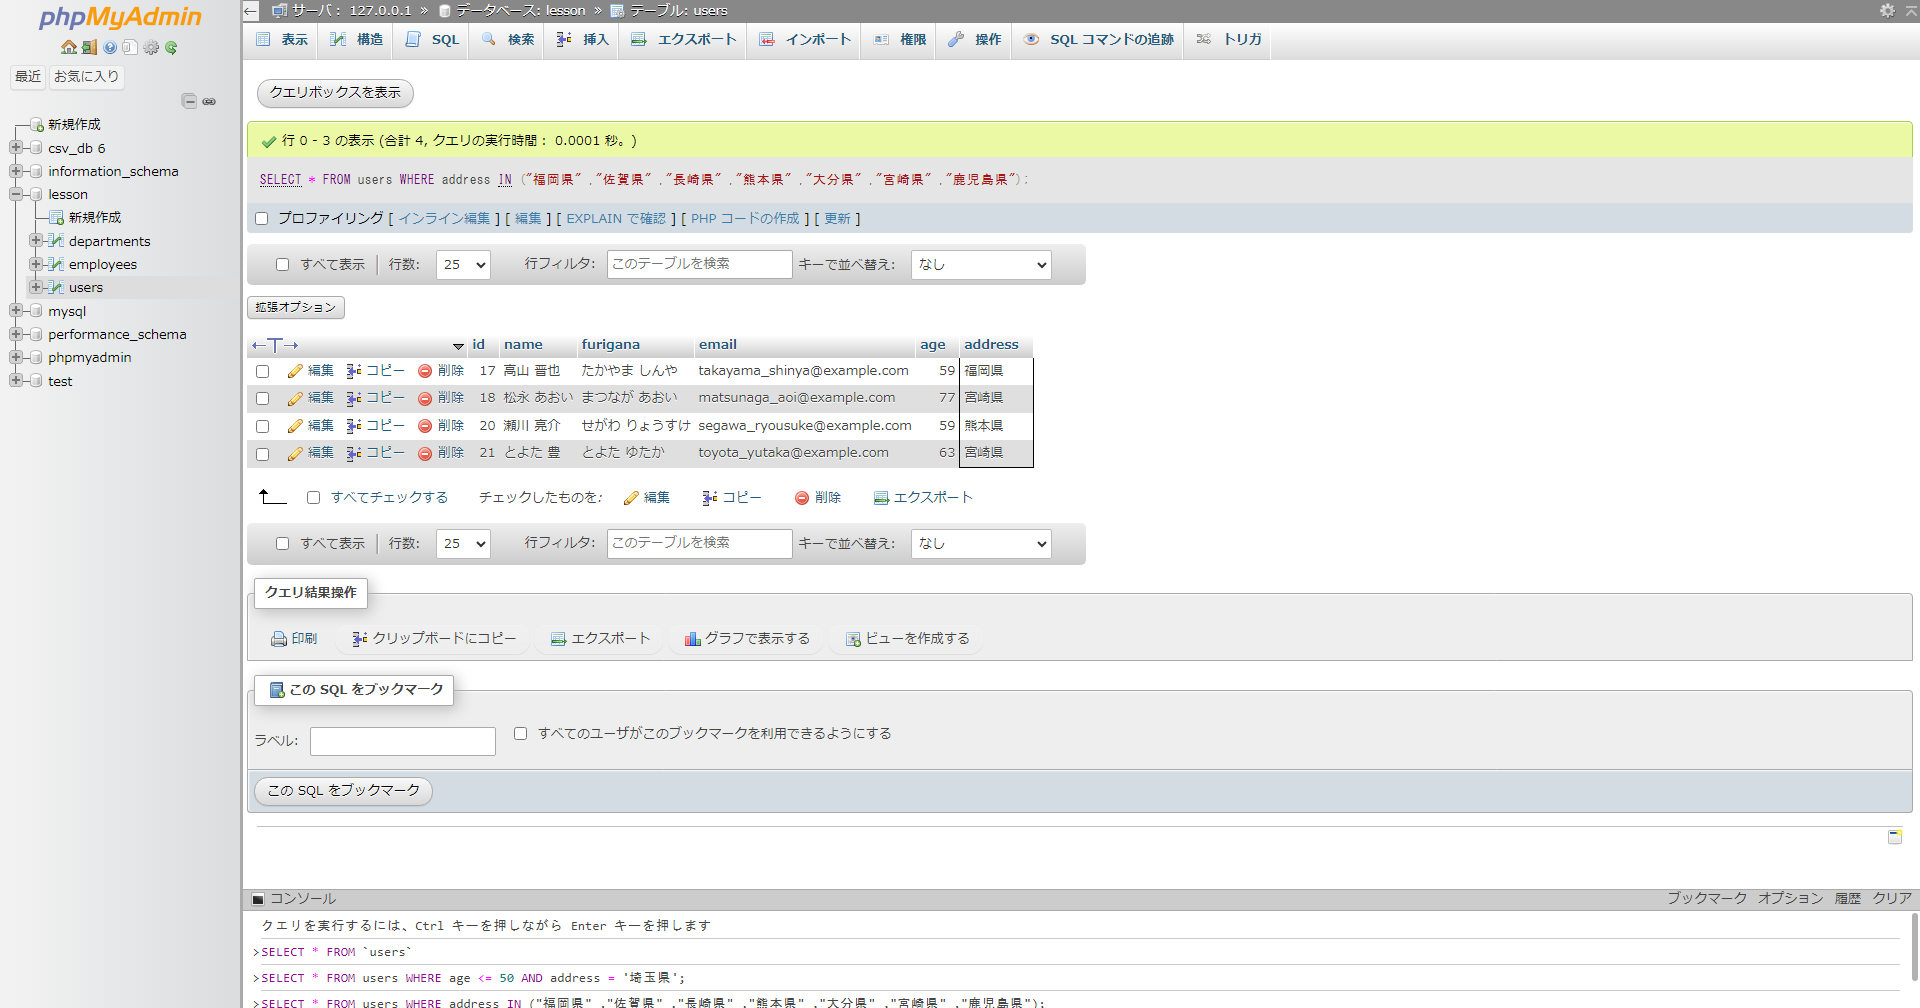 phpMyAdmin
最近 お気に入り
新規作成
csv_db 6
information_schema
lesson
新規作成
departments
employees
users
mysql
performance_schema
phpmyadmin
test
サーバ: 127.0.0.1 » データベース: lesson » テーブル: users
表示 構造 SQL 検索 挿入 エクスポート インポート 権限 操作 SQL コマンドの追跡 トリガ
クエリボックスを表示
行 0 - 3 の表示 (合計 4, クエリの実行時間: 0.0001 秒。)
SELECT * FROM users WHERE address IN ("福岡県" ,"佐賀県" ,"長崎県" ,"熊本県" ,"大分県" ,"宮崎県" ,"鹿児島県");
プロファイリング [ インライン編集 ] [ 編集 ] [ EXPLAIN で確認 ] [ PHP コードの作成 ] [ 更新 ]
すべて表示 行数: 25 行フィルタ: このテーブルを検索 キーで並べ替え: なし
拡張オプション
←T→ id name furigana email age address
編集 コピー 削除 17 高山 晋也 たかやま しんや takayama_shinya@example.com 59 福岡県
編集 コピー 削除 18 松永 あおい まつなが あおい matsunaga_aoi@example.com 77 宮崎県
編集 コピー 削除 20 瀬川 亮介 せがわ りょうすけ segawa_ryousuke@example.com 59 熊本県
編集 コピー 削除 21 とよた 豊 とよた ゆたか toyota_yutaka@example.com 63 宮崎県
すべてチェックする チェックしたものを: 編集 コピー 削除 エクスポート
すべて表示 行数: 25 行フィルタ: このテーブルを検索 キーで並べ替え: なし
クエリ結果操作
印刷 クリップボードにコピー エクスポート グラフで表示する ビューを作成する
この SQL をブックマーク
ラベル: すべてのユーザがこのブックマークを利用できるようにする
この SQL をブックマーク
コンソール ブックマーク オプション 履歴 クリア
クエリを実行するには、Ctrl キーを押しながら Enter キーを押します
>SELECT * FROM `users`
>SELECT * FROM users WHERE age <= 50 AND address = '埼玉県';
>SELECT * FROM users WHERE address IN ("福岡県" ,"佐賀県" ,"長崎県" ,"熊本県" ,"大分県" ,"宮崎県" ,"鹿児島県");